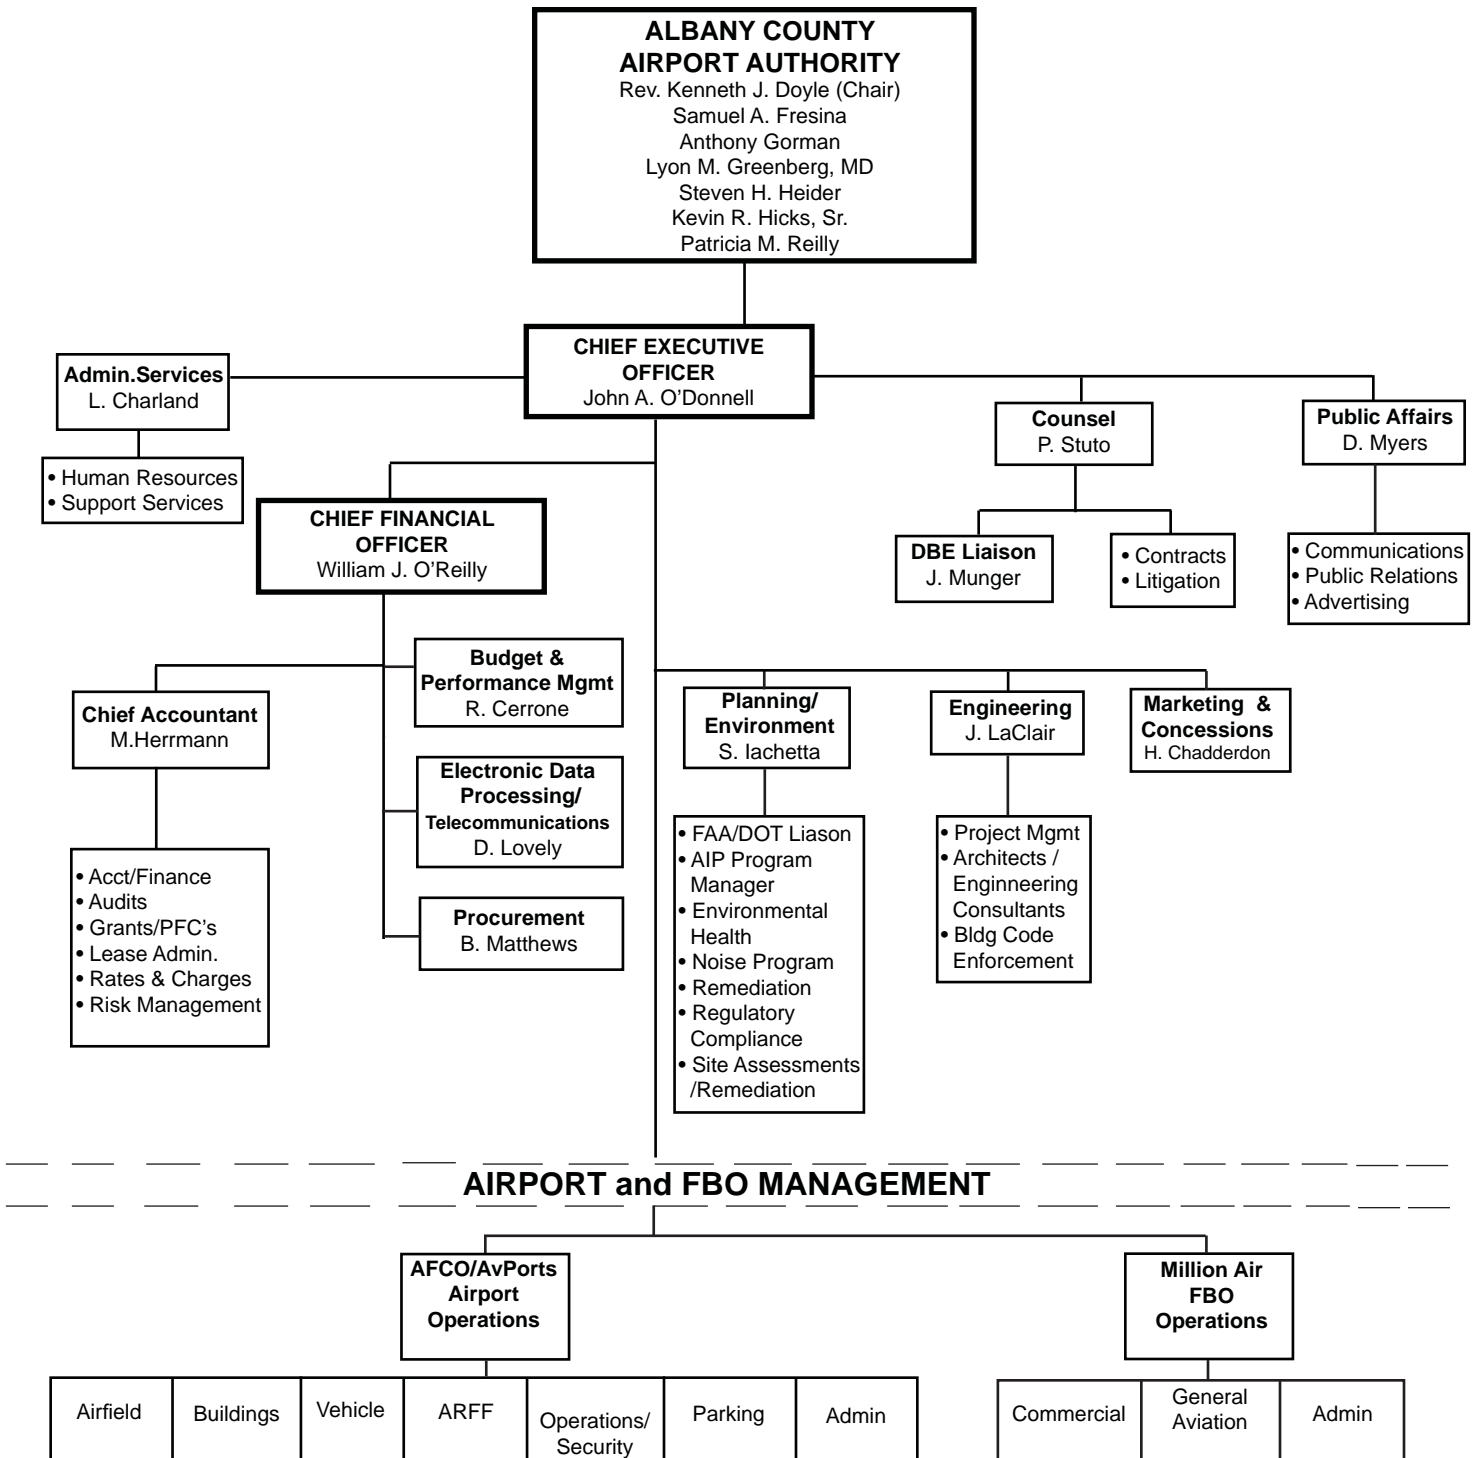 ALBANY COUNTY
AIRPORT AUTHORITY
Rev. Kenneth J. Doyle (Chair)
Samuel A. Fresina
Anthony Gorman
Lyon M. Greenberg, MD
Steven H. Heider
Kevin R. Hicks, Sr.
Patricia M. Reilly
CHIEF EXECUTIVE
OFFICER
John A. O'Donnell
Admin.Services
L. Charland
• Human Resources
• Support Services
Counsel
P. Stuto
Public Affairs
D. Myers
DBE Liaison
J. Munger
• Contracts
• Litigation
• Communications
• Public Relations
• Advertising
CHIEF FINANCIAL
OFFICER
William J. O'Reilly
Chief Accountant
M.Herrmann
• Acct/Finance
• Audits
• Grants/PFC's
• Lease Admin.
• Rates & Charges
• Risk Management
Budget &
Performance Mgmt
R. Cerrone
Electronic Data
Processing/
Telecommunications
D. Lovely
Procurement
B. Matthews
Planning/
Environment
S. Iachetta
• FAA/DOT Liason
• AIP Program
Manager
• Environmental
Health
• Noise Program
• Remediation
• Regulatory
Compliance
• Site Assessments
/Remediation
Engineering
J. LaClair
• Project Mgmt
• Architects /
Enginneering
Consultants
• Bldg Code
Enforcement
Marketing &
Concessions
H. Chadderdon
AIRPORT and FBO MANAGEMENT
AFCO/AvPorts
Airport
Operations
Airfield
Buildings
Vehicle
ARFF
Operations/
Security
Parking
Admin
Million Air
FBO
Operations
Commercial
General
Aviation
Admin